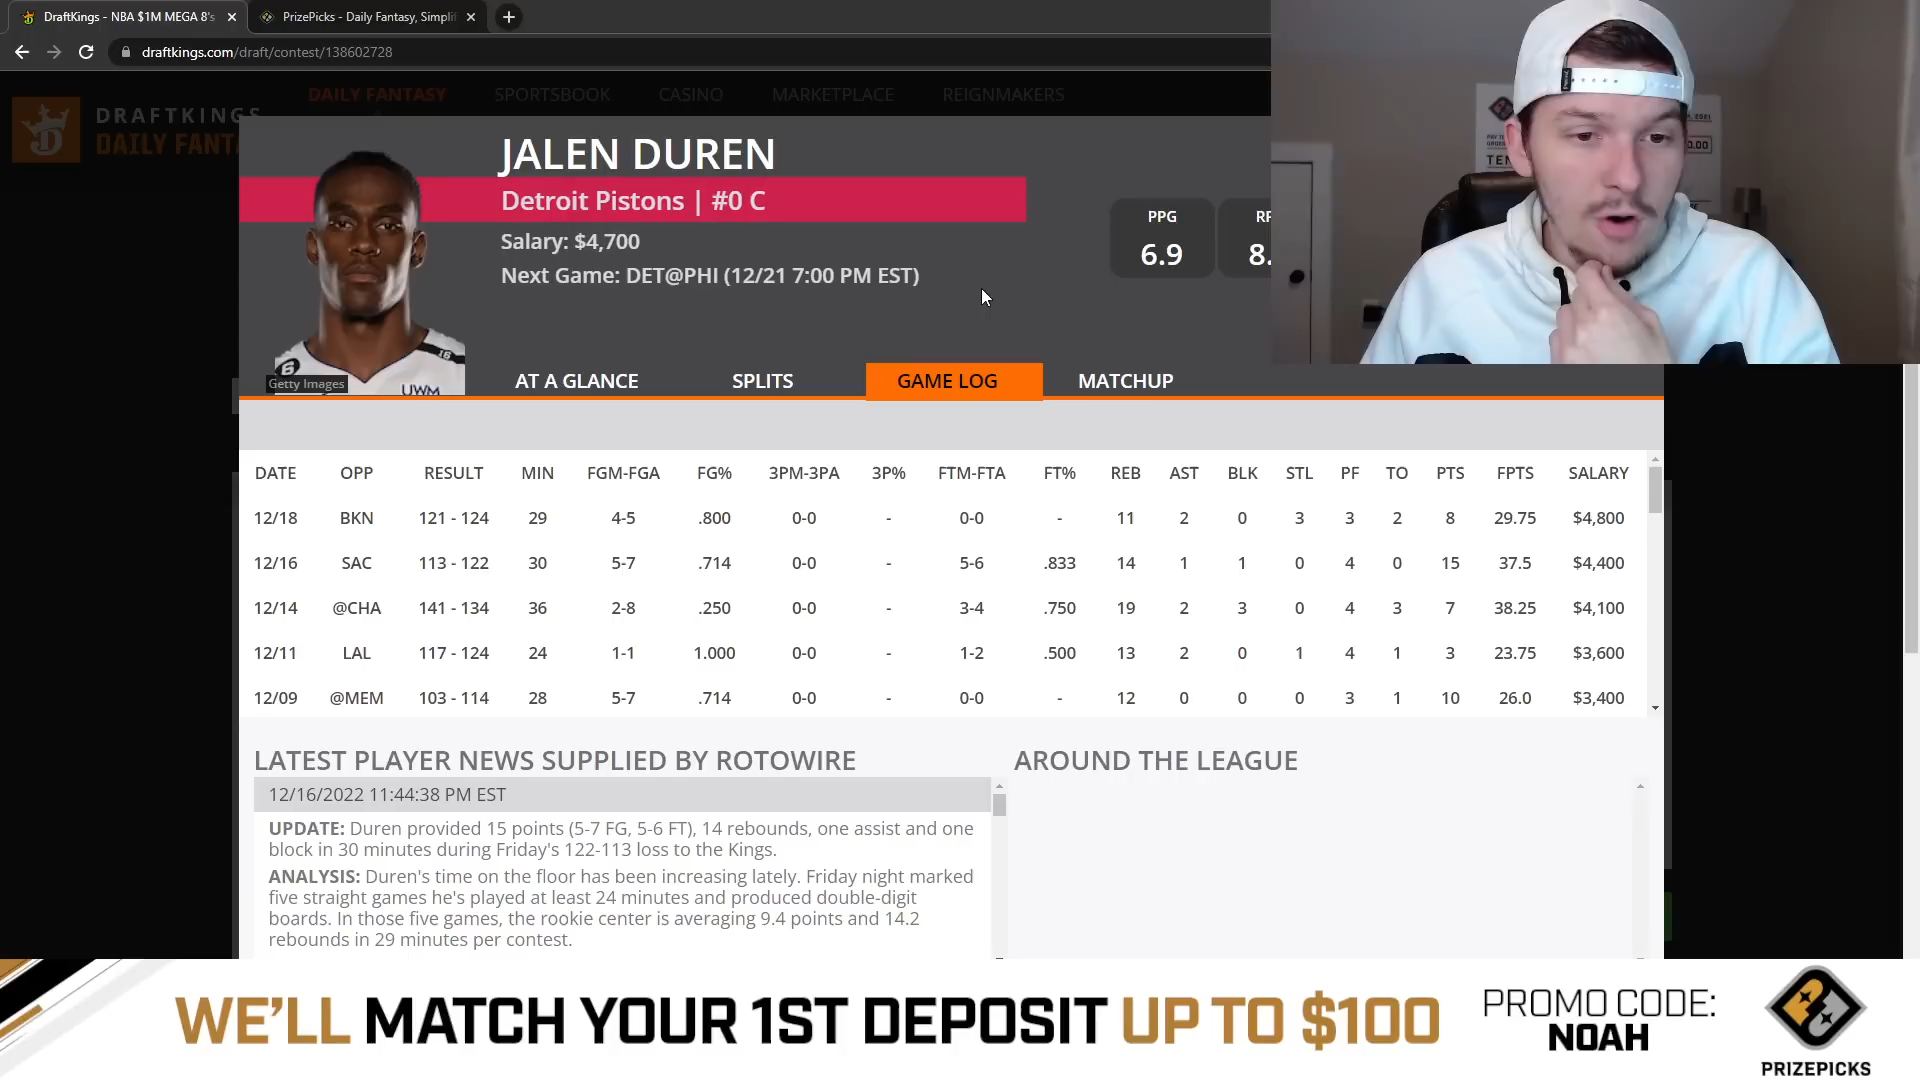 DraftKings - NBA $1M MEGA 8's
PrizePicks - Daily Fantasy, Simplifi
draftkings.com/draft/contest/138602728
DRAFTKINGS
DAILY FANTA
DAILY FANTASY SPORTSBOOK CASINO MARKETPLACE REIGNMAKERS
JALEN DUREN
Detroit Pistons | #0 C
Salary: $4,700
Next Game: DET@PHI (12/21 7:00 PM EST)
PPG
6.9
RP
8.
Getty Images
6
16
UWM
AT A GLANCE SPLITS GAME LOG MATCHUP
DATE OPP RESULT MIN FGM-FGA FG% 3PM-3PA 3P% FTM-FTA FT% REB AST BLK STL PF TO PTS FPTS SALARY
12/18 BKN 121 - 124 29 4-5 .800 0-0 - 0-0 - 11 2 0 3 3 2 8 29.75 $4,800
12/16 SAC 113 - 122 30 5-7 .714 0-0 - 5-6 .833 14 1 1 0 4 0 15 37.5 $4,400
12/14 @CHA 141 - 134 36 2-8 .250 0-0 - 3-4 .750 19 2 3 0 4 3 7 38.25 $4,100
12/11 LAL 117 - 124 24 1-1 1.000 0-0 - 1-2 .500 13 2 0 1 4 1 3 23.75 $3,600
12/09 @MEM 103 - 114 28 5-7 .714 0-0 - 0-0 - 12 0 0 0 3 1 10 26.0 $3,400
LATEST PLAYER NEWS SUPPLIED BY ROTOWIRE
12/16/2022 11:44:38 PM EST
UPDATE: Duren provided 15 points (5-7 FG, 5-6 FT), 14 rebounds, one assist and one
block in 30 minutes during Friday's 122-113 loss to the Kings.
ANALYSIS: Duren's time on the floor has been increasing lately. Friday night marked
five straight games he's played at least 24 minutes and produced double-digit
boards. In those five games, the rookie center is averaging 9.4 points and 14.2
rebounds in 29 minutes per contest.
AROUND THE LEAGUE
WE'LL MATCH YOUR 1ST DEPOSIT UP TO $100
PROMO CODE:
NOAH
PRIZEPICKS